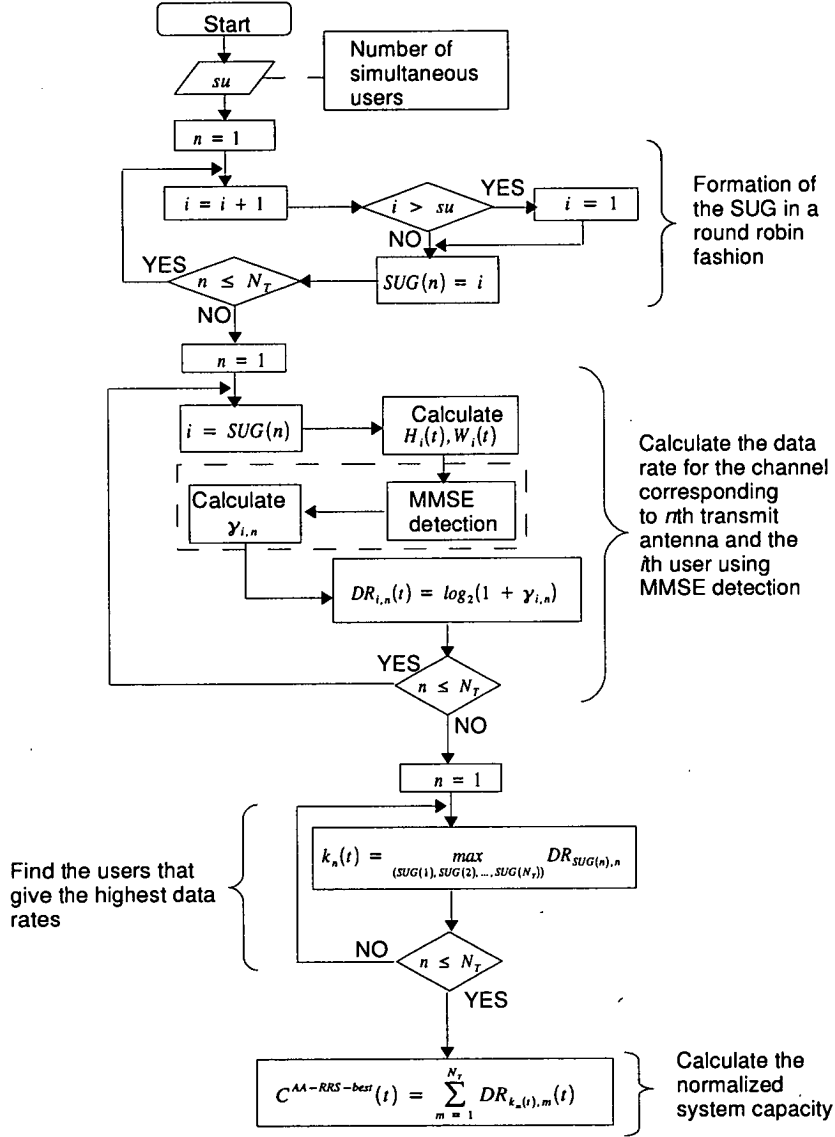 Start
su
Number of
simultaneous
users
n = 1
i = i + 1
i > su
YES
i = 1
NO
SUG(n) = i
n ≤ N_T
YES
NO
Formation of
the SUG in a
round robin
fashion
n = 1
i = SUG(n)
Calculate
H_i(t), W_i(t)
MMSE
detection
Calculate
γ_{i,n}
DR_{i,n}(t) = log_2(1 + γ_{i,n})
YES
n ≤ N_T
NO
Calculate the data
rate for the channel
corresponding
to nth transmit
antenna and the
ith user using
MMSE detection
n = 1
k_n(t) = max DR_{SUG(n),n}
(SUG(1), SUG(2), ..., SUG(N_T))
NO
n ≤ N_T
YES
Find the users that
give the highest data
rates
C^{AA-RRS-best}(t) = ∑_{m = 1}^{N_T} DR_{k_m(t),m}(t)
Calculate the
normalized
system capacity